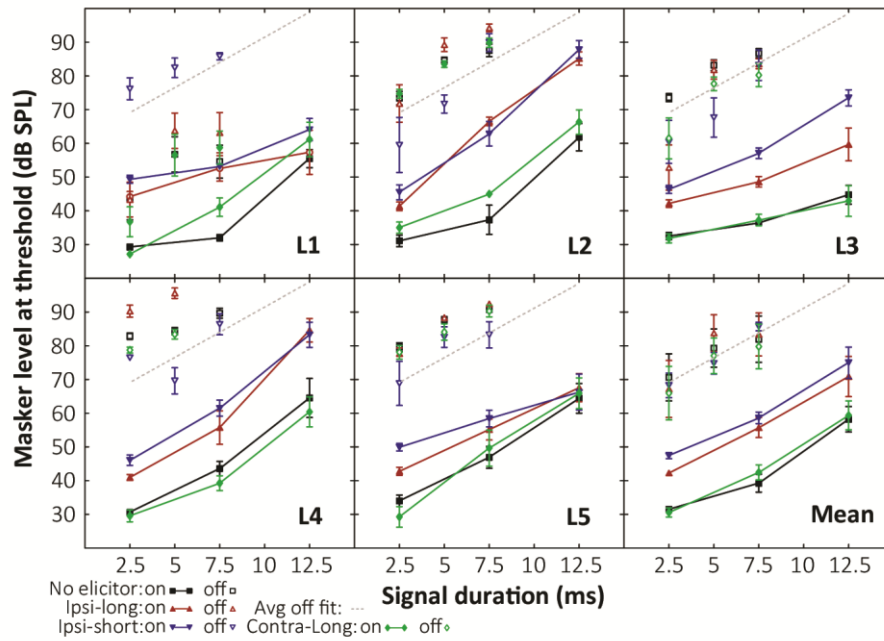 90
80
70
60
50
40
30
L1
L2
L3
90
80
70
60
50
40
30
L4
L5
Mean
Masker level at threshold (dB SPL)
2.5 5 7.5 10 12.5 2.5 5 7.5 10 12.5 2.5 5 7.5 10 12.5
Signal duration (ms)
No elicitor: on off
Ipsi-long: on off Avg off fit:
Ipsi-short: on off Contra-Long: on off